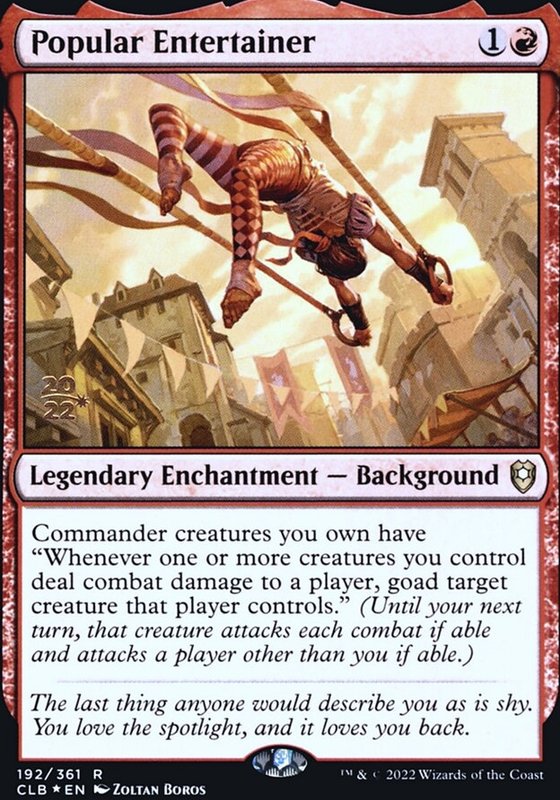 Popular Entertainer 1
20
22
Legendary Enchantment — Background
Commander creatures you own have
“Whenever one or more creatures you control
deal combat damage to a player, goad target
creature that player controls.” (Until your next
turn, that creature attacks each combat if able
and attacks a player other than you if able.)
The last thing anyone would describe you as is shy.
You love the spotlight, and it loves you back.
192/361 R
CLB ★ EN Zoltan Boros
™ & © 2022 Wizards of the Coast